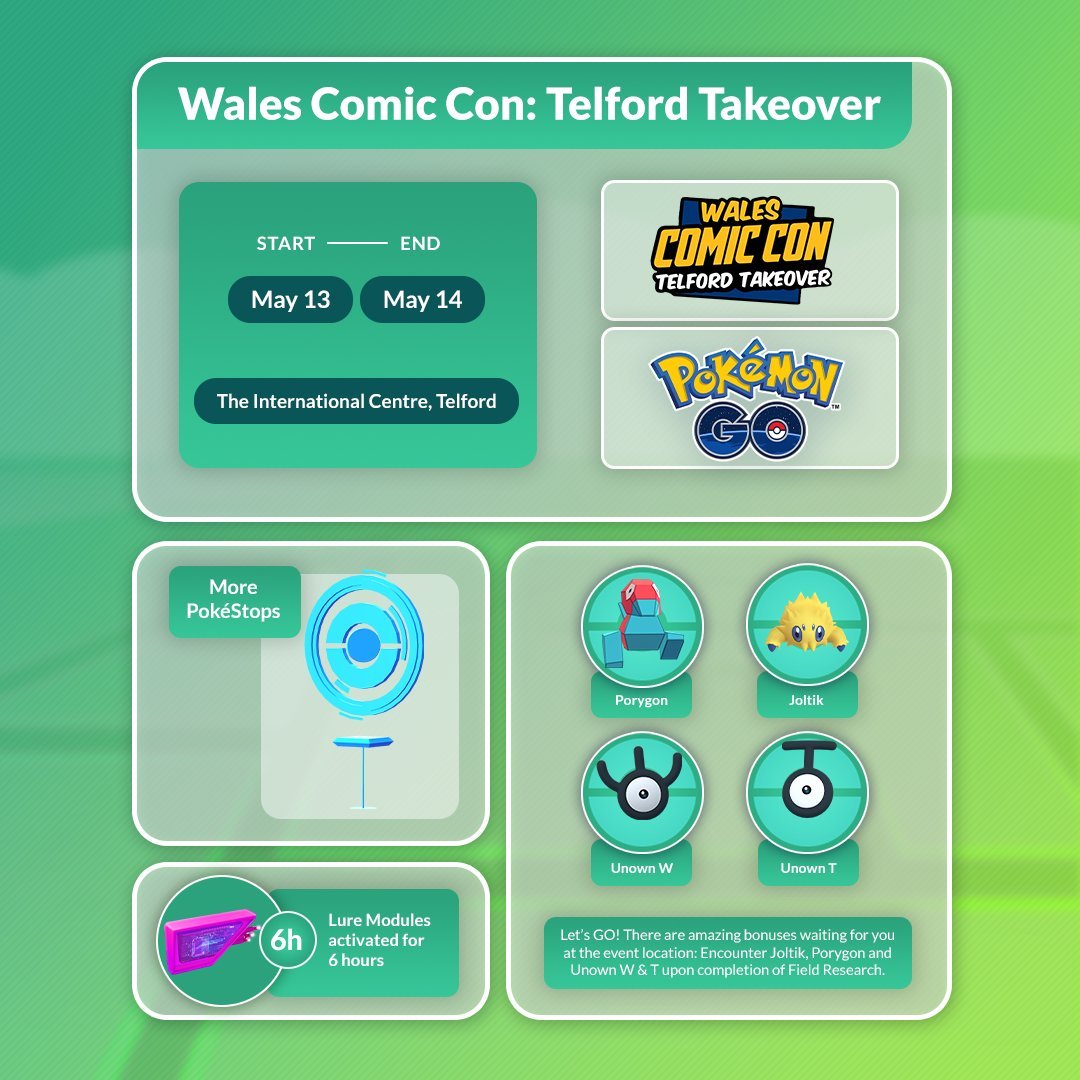 Wales Comic Con: Telford Takeover
START
END
May 13
May 14
The International Centre, Telford
WALES
COMIC CON
TELFORD TAKEOVER
POKéMON
TM
GO
More
PokéStops
6h
Lure Modules
activated for
6 hours
Porygon
Joltik
Unown W
Unown T
Let's GO! There are amazing bonuses waiting for you
at the event location: Encounter Joltik, Porygon and
Unown W & T upon completion of Field Research.